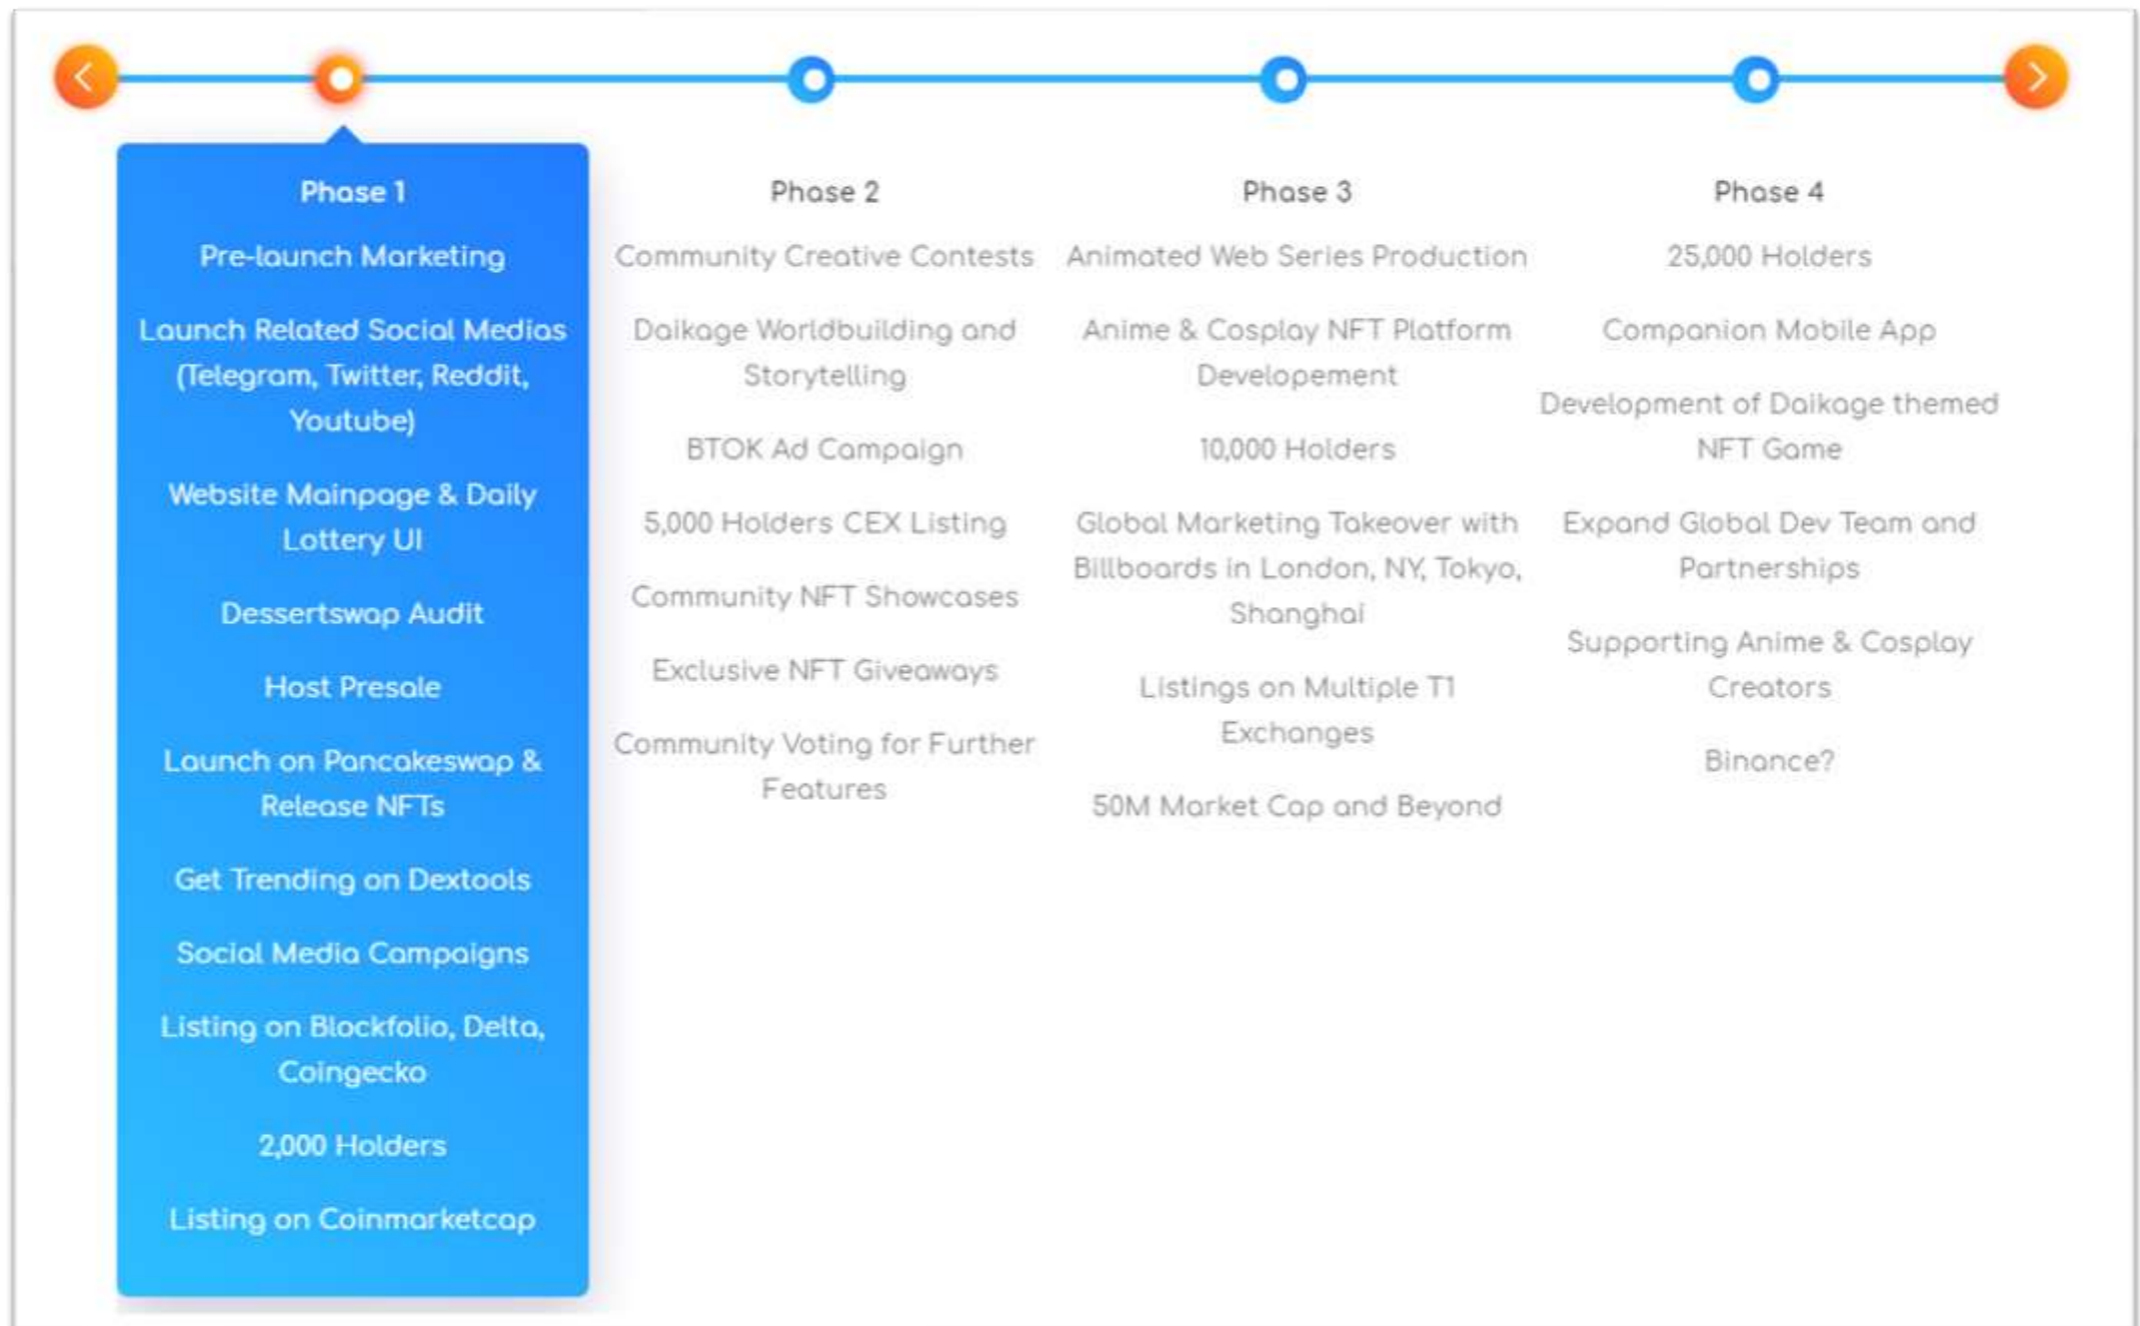 Phase 1
Pre-launch Marketing
Launch Related Social Medias
(Telegram, Twitter, Reddit,
Youtube)
Website Mainpage & Daily
Lottery UI
Dessertswap Audit
Host Presale
Launch on Pancakeswap &
Release NFTs
Get Trending on Dextools
Social Media Campaigns
Listing on Blockfolio, Delta,
Coingecko
2,000 Holders
Listing on Coinmarketcap
Phase 2
Community Creative Contests
Daikage Worldbuilding and
Storytelling
BTOK Ad Campaign
5,000 Holders CEX Listing
Community NFT Showcases
Exclusive NFT Giveaways
Community Voting for Further
Features
Phase 3
Animated Web Series Production
Anime & Cosplay NFT Platform
Developement
10,000 Holders
Global Marketing Takeover with
Billboards in London, NY, Tokyo,
Shanghai
Listings on Multiple T1
Exchanges
50M Market Cap and Beyond
Phase 4
25,000 Holders
Companion Mobile App
Development of Daikage themed
NFT Game
Expand Global Dev Team and
Partnerships
Supporting Anime & Cosplay
Creators
Binance?